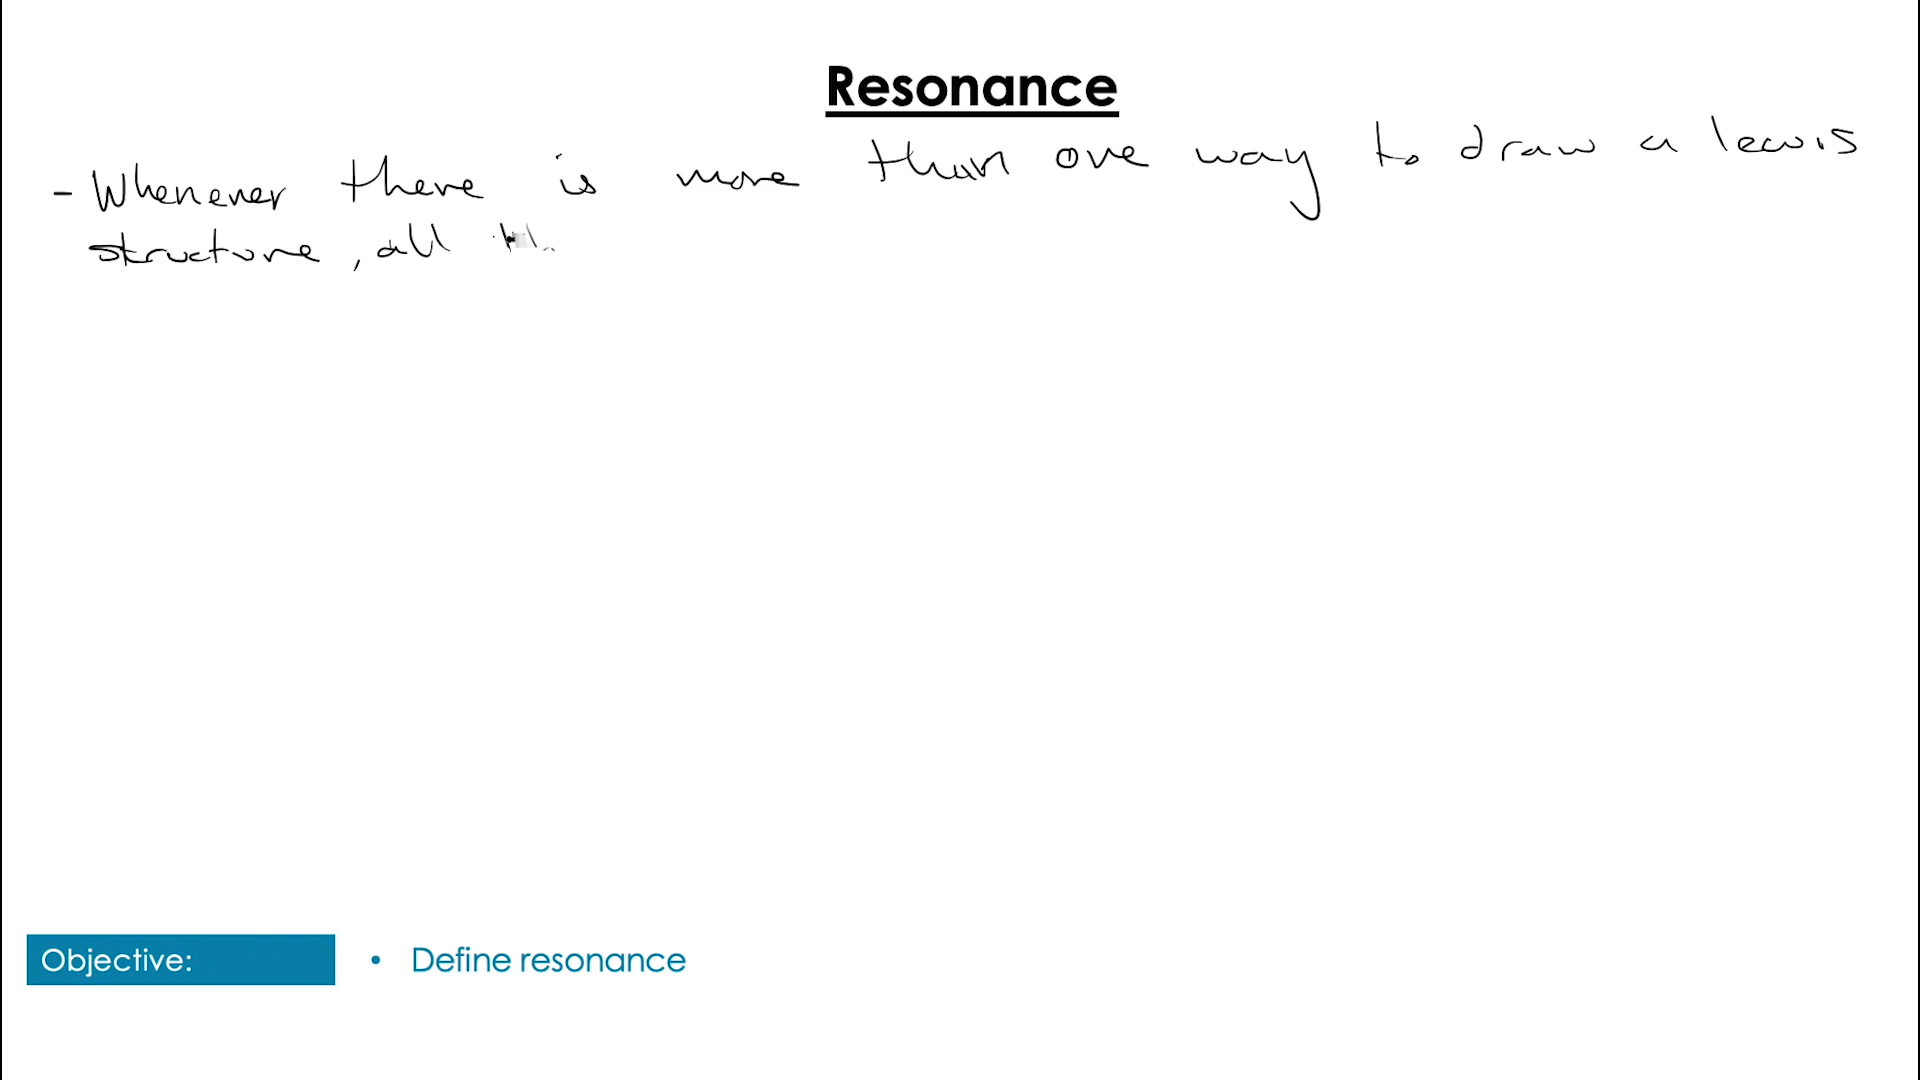 Resonance
- Whenever there is more than one way to draw a lewis
structure, all
Objective: • Define resonance